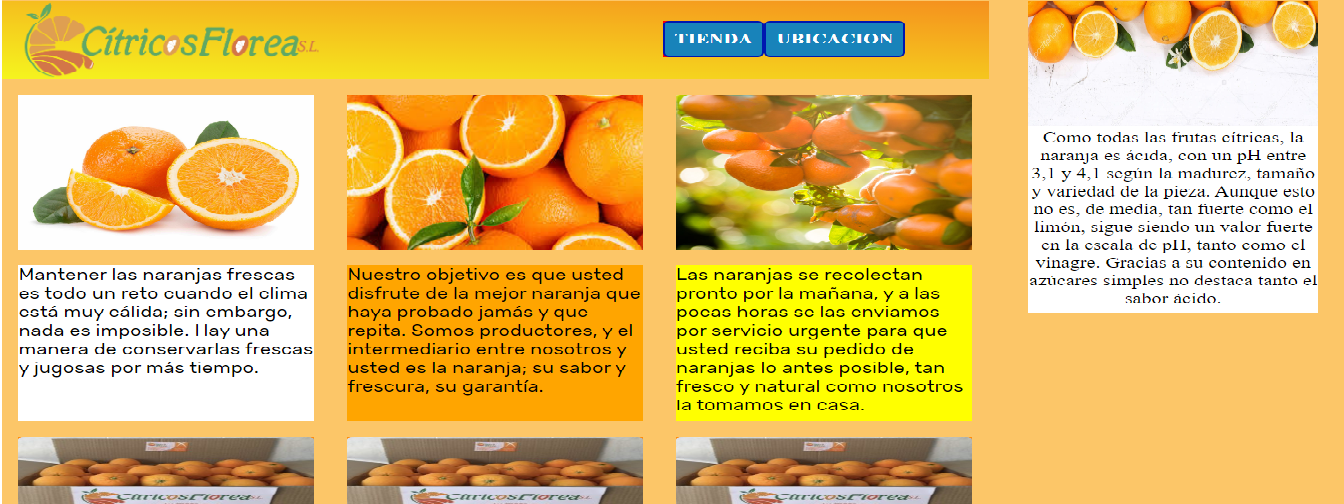 CítricosFlorea S.L.
TIENDA UBICACION
Mantener las naranjas frescas
es todo un reto cuando el clima
está muy cálida; sin embargo,
nada es imposible. Hay una
manera de conservarlas frescas
y jugosas por más tiempo.
Nuestro objetivo es que usted
disfrute de la mejor naranja que
haya probado jamás y que
repita. Somos productores, y el
intermediario entre nosotros y
usted es la naranja; su sabor y
frescura, su garantía.
Las naranjas se recolectan
pronto por la mañana, y a las
pocas horas se las enviamos
por servicio urgente para que
usted reciba su pedido de
naranjas lo antes posible, tan
fresco y natural como nosotros
la tomamos en casa.
CítricosFlorea S.L.
CítricosFlorea S.L.
CítricosFlorea S.L.
Como todas las frutas cítricas, la
naranja es ácida, con un pH entre
3,1 y 4,1 según la madurez, tamaño
y variedad de la pieza. Aunque esto
no es, de media, tan fuerte como el
limón, sigue siendo un valor fuerte
en la escala de pH, tanto como el
vinagre. Gracias a su contenido en
azúcares simples no destaca tanto el
sabor ácido.